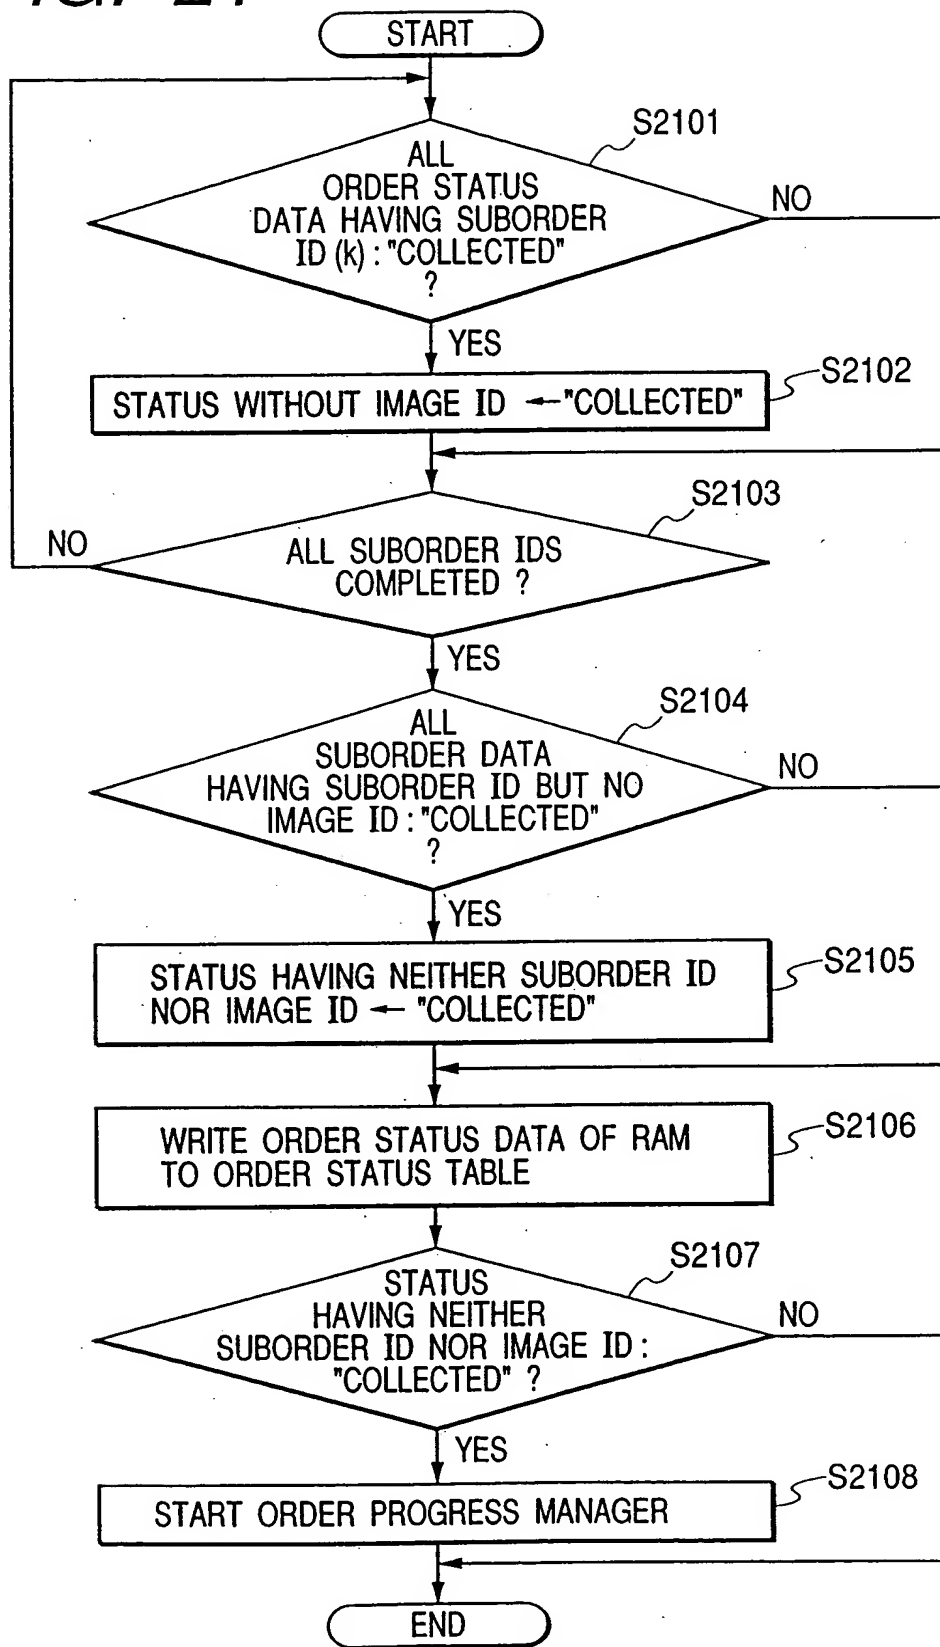 START
S2101
ALL
ORDER STATUS
DATA HAVING SUBORDER
ID (k) : "COLLECTED"
?
NO
YES
S2102
STATUS WITHOUT IMAGE ID ← "COLLECTED"
S2103
NO
ALL SUBORDER IDS
COMPLETED ?
YES
S2104
ALL
SUBORDER DATA
HAVING SUBORDER ID BUT NO
IMAGE ID : "COLLECTED"
?
NO
YES
S2105
STATUS HAVING NEITHER SUBORDER ID
NOR IMAGE ID ← "COLLECTED"
S2106
WRITE ORDER STATUS DATA OF RAM
TO ORDER STATUS TABLE
S2107
STATUS
HAVING NEITHER
SUBORDER ID NOR IMAGE ID :
"COLLECTED" ?
NO
YES
S2108
START ORDER PROGRESS MANAGER
END